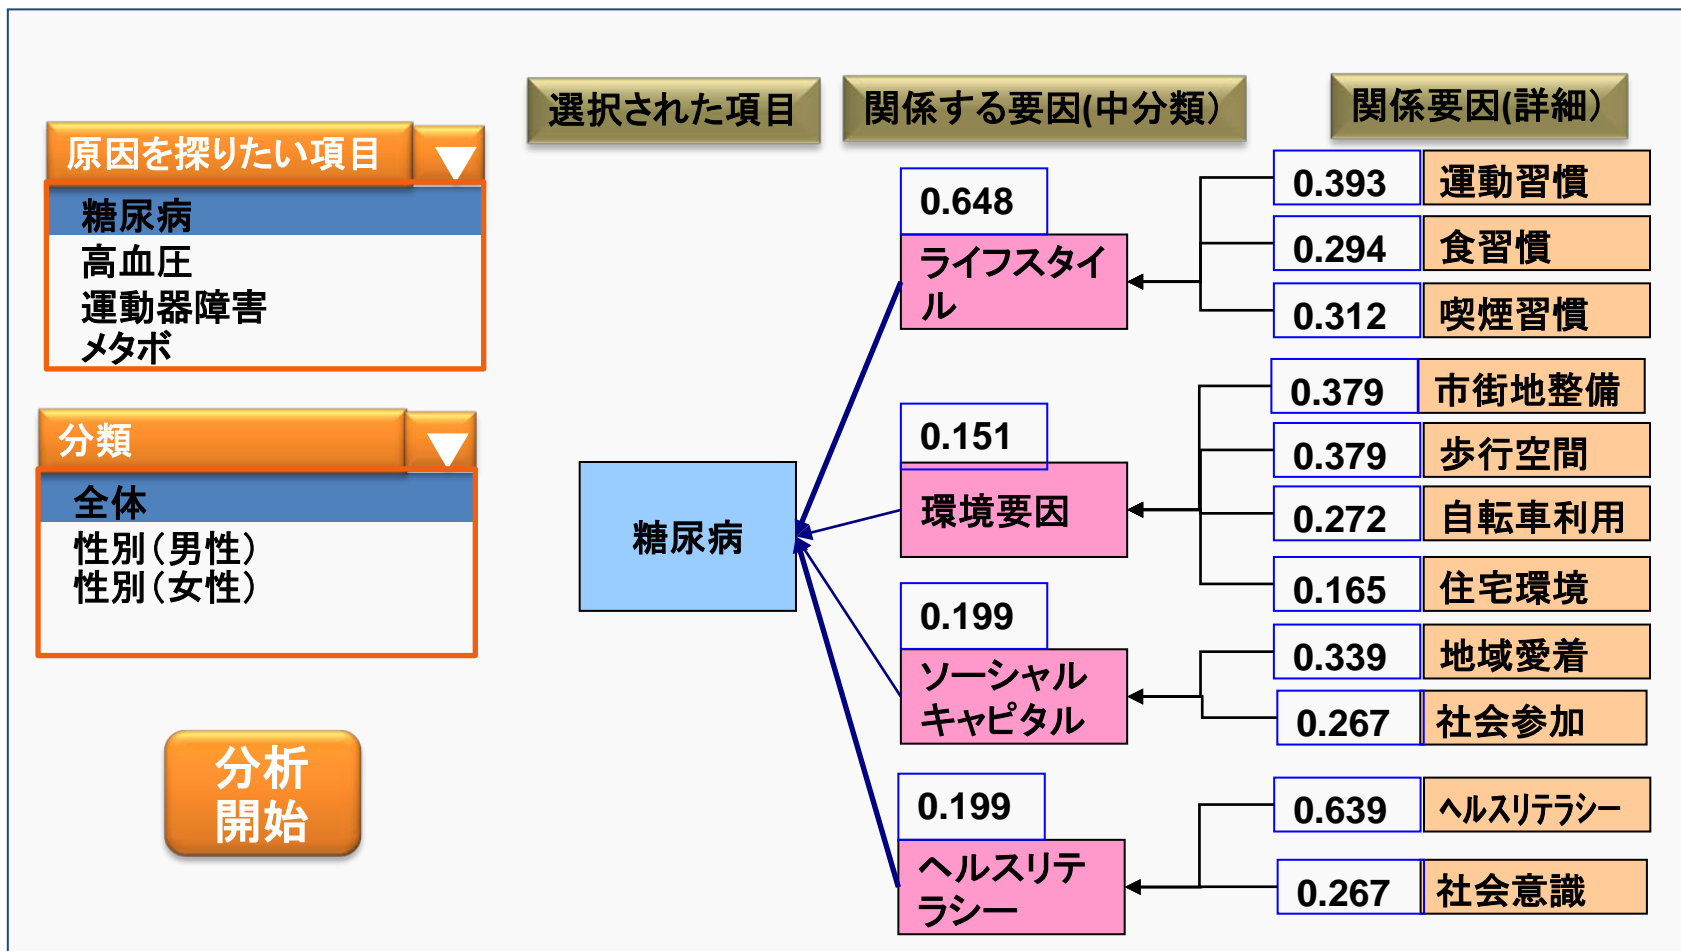 選択された項目
関係する要因(中分類)
関係要因(詳細)
原因を探りたい項目
糖尿病
高血圧
運動器障害
メタボ
分類
全体
性別(男性)
性別(女性)
分析
開始
糖尿病
0.648
ライフスタイ
ル
0.151
環境要因
0.199
ソーシャル
キャピタル
0.199
ヘルスリテ
ラシー
0.393 運動習慣
0.294 食習慣
0.312 喫煙習慣
0.379 市街地整備
0.379 歩行空間
0.272 自転車利用
0.165 住宅環境
0.339 地域愛着
0.267 社会参加
0.639 ヘルスリテラシー
0.267 社会意識